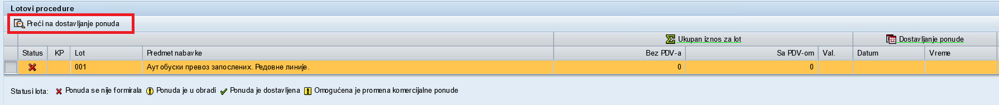 Lotovi procedure
Preći na dostavljanje ponuda
Ukupan iznos za lot Dostavljanje ponude
Status KP Lot Predmet nabavke Bez PDV-a Sa PDV-om Val. Datum Vreme
001 Аутобуски превоз запослених. Редовне линије. 0 0
Statusi lota: Ponuda se nije formirala Ponuda je u obradi Ponuda je dostavljena Omogućena je promena komercijalne ponude